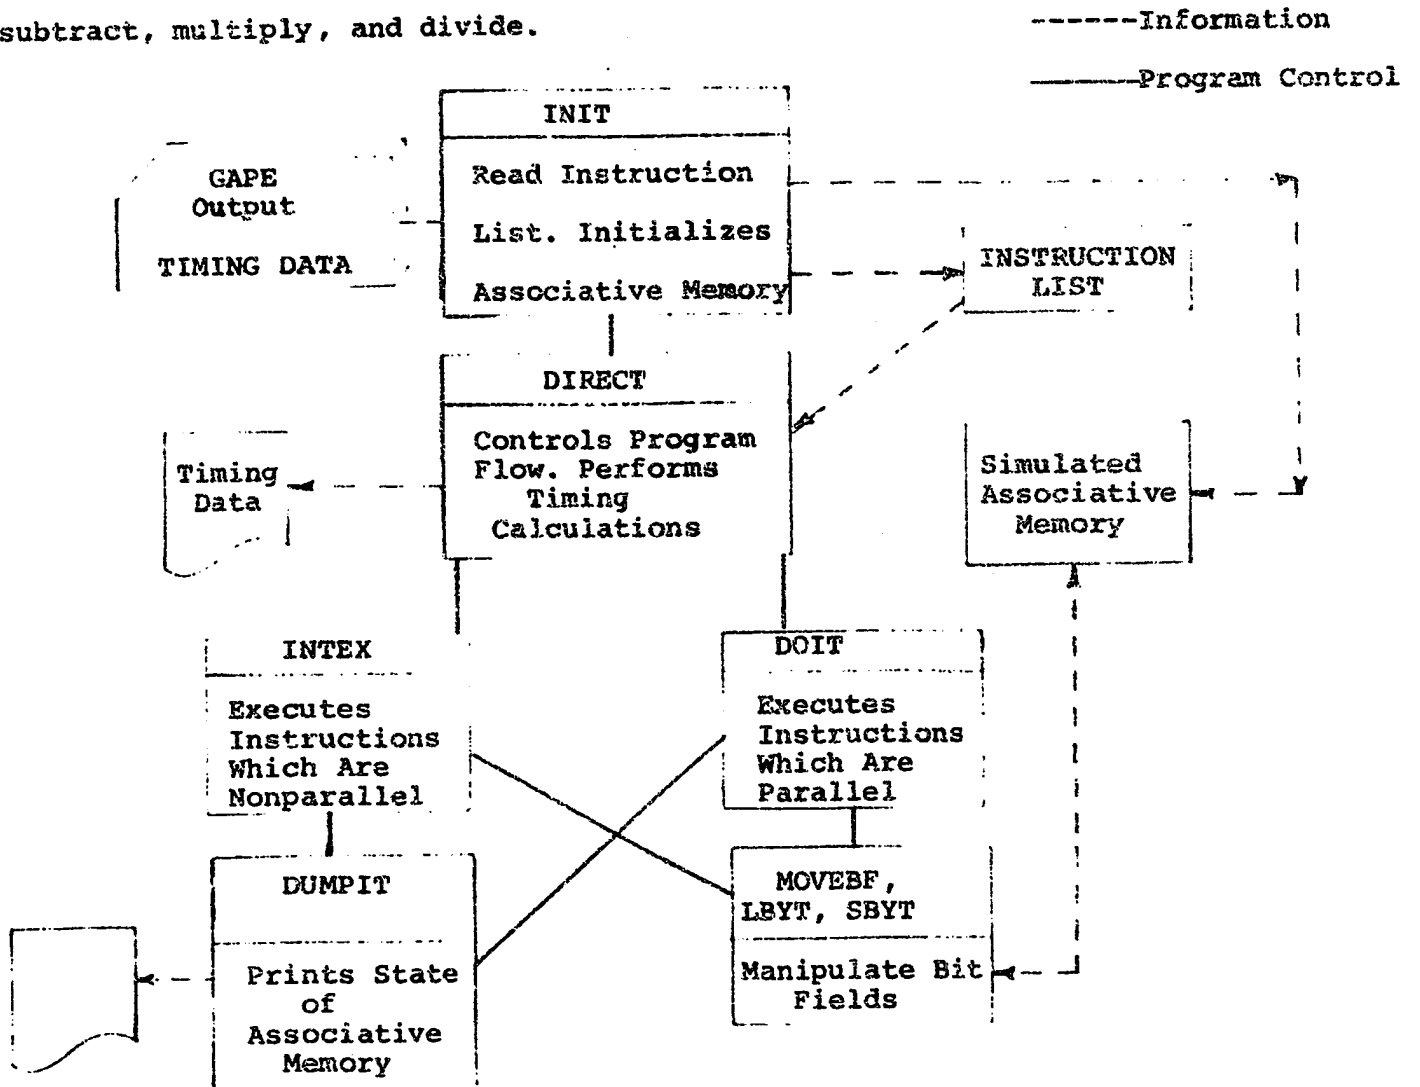 subtract, multiply, and divide.
------Information
———Program Control
INIT
Read Instruction
List. Initializes
Associative Memory
GAPE
Output
TIMING DATA
INSTRUCTION
LIST
DIRECT
Controls Program
Flow. Performs
Timing
Calculations
Timing
Data
Simulated
Associative
Memory
INTEX
Executes
Instructions
Which Are
Nonparallel
DOIT
Executes
Instructions
Which Are
Parallel
DUMPIT
Prints State
of
Associative
Memory
MOVEBF,
LBYT, SBYT
Manipulate Bit
Fields